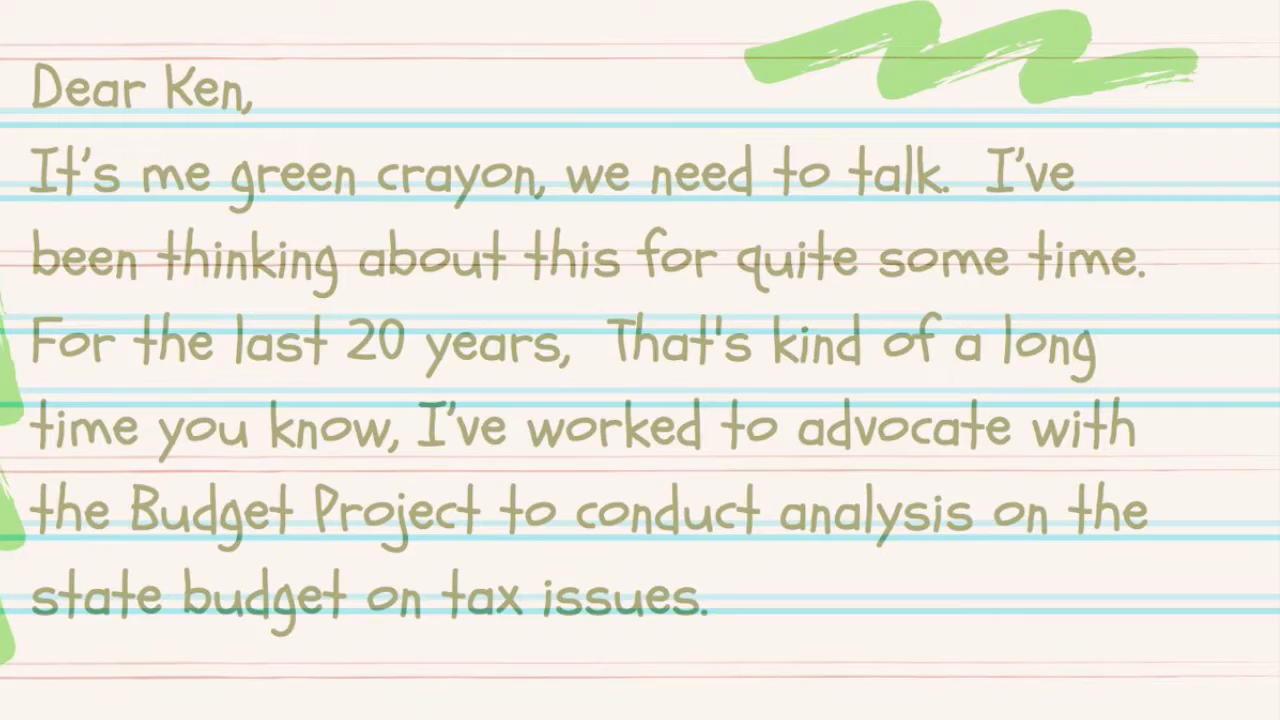 Dear Ken,
It's me green crayon, we need to talk.  I've
been thinking about this for quite some time.
For the last 20 years,  That's kind of a long
time you know, I've worked to advocate with
the Budget Project to conduct analysis on the
state budget on tax issues.